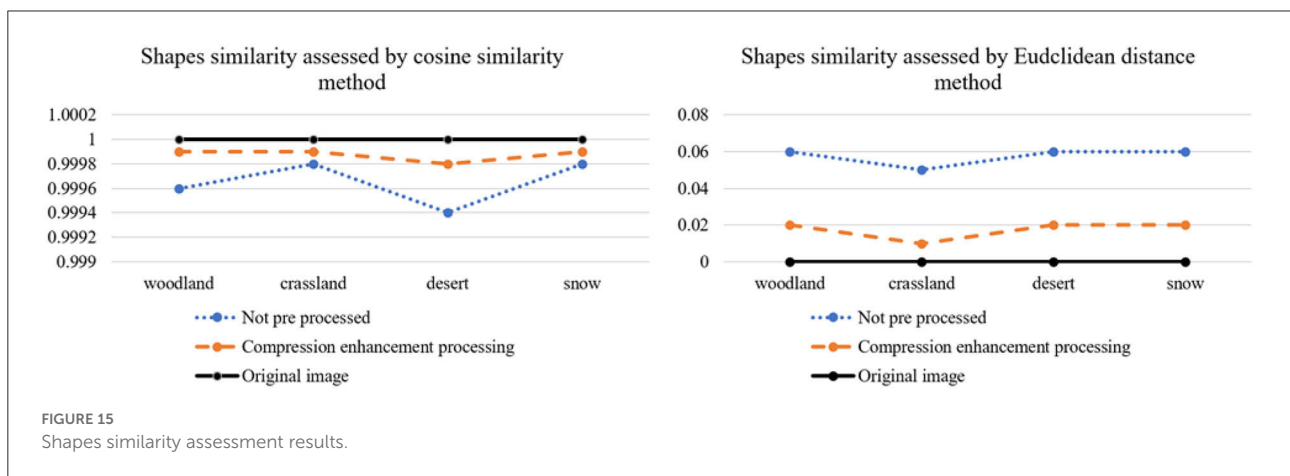 Shapes similarity assessed by cosine similarity
method
1.0002
1
0.9998
0.9996
0.9994
0.9992
0.999
woodland crassland desert snow
Not pre processed
Compression enhancement processing
Original image
Shapes similarity assessed by Eudclidean distance
method
0.08
0.06
0.04
0.02
0
woodland crassland desert snow
Not pre processed
Compression enhancement processing
Original image
FIGURE 15
Shapes similarity assessment results.